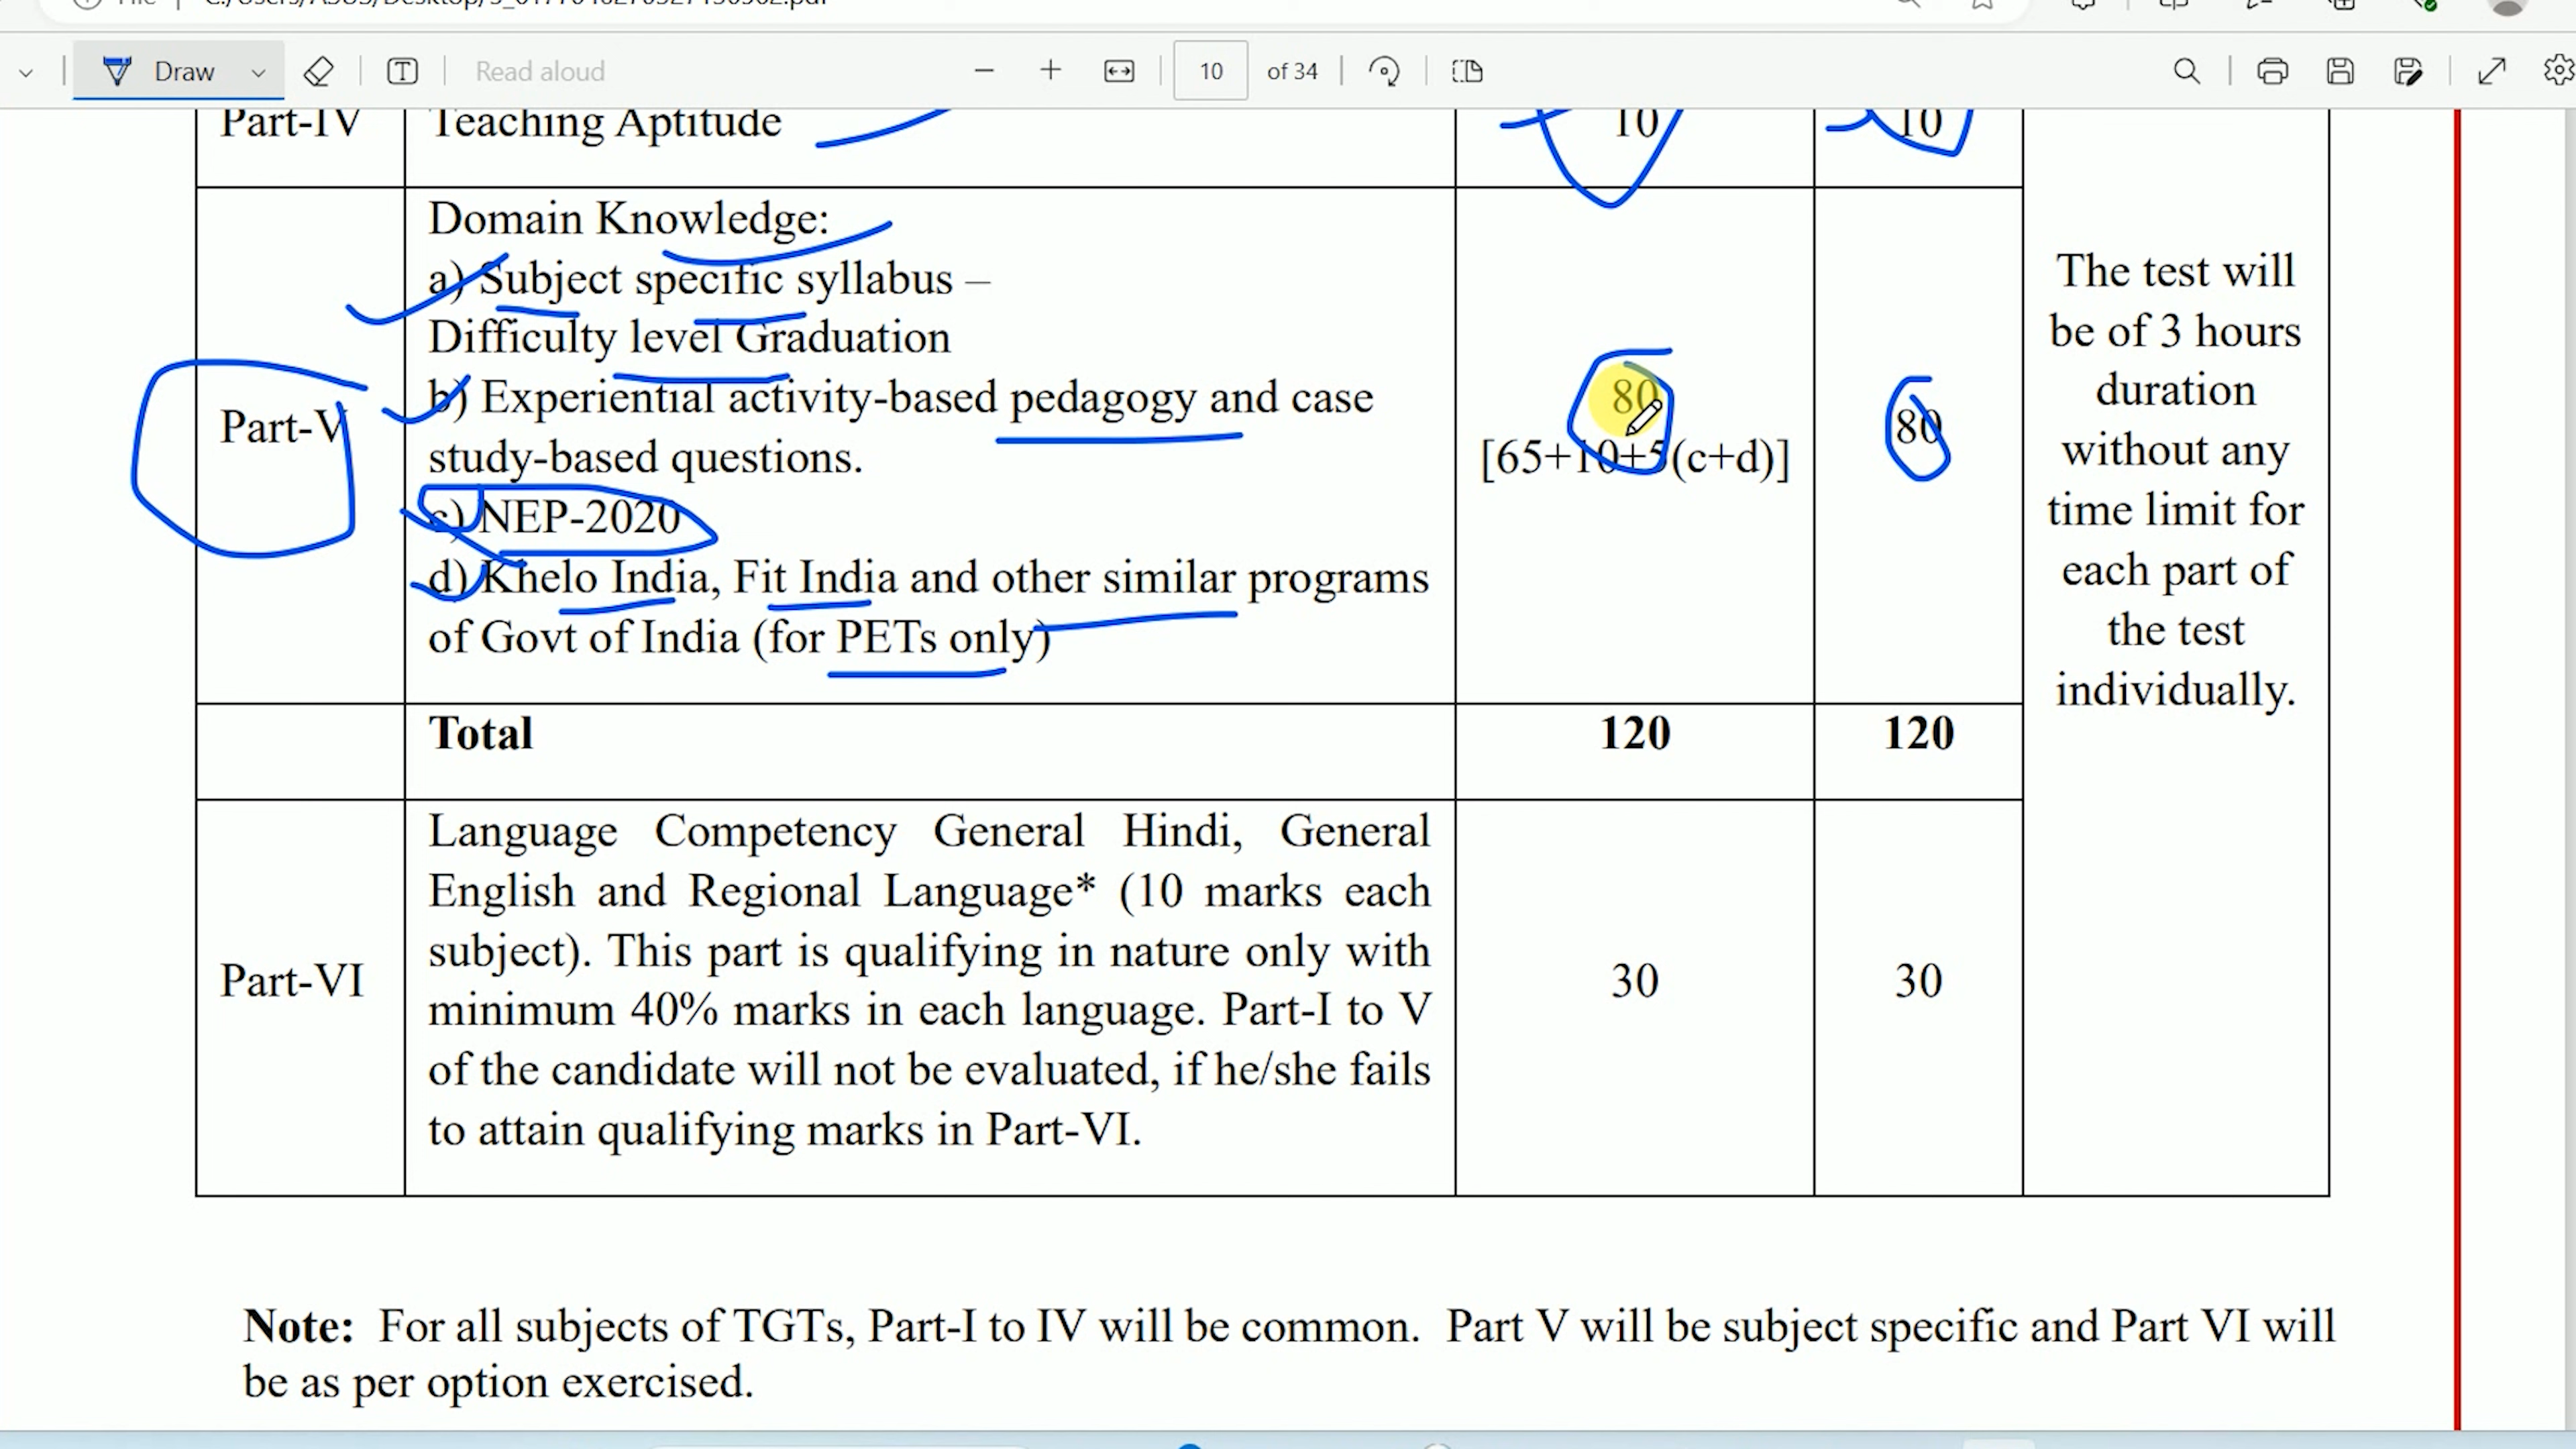 Draw
Read aloud
10 of 34
Part-IV Teaching Aptitude 10 10
Domain Knowledge:
a) Subject specific syllabus –
Difficulty level Graduation
b) Experiential activity-based pedagogy and case
study-based questions.
c) NEP-2020
d) Khelo India, Fit India and other similar programs
of Govt of India (for PETs only)
Part-V
80
[65+10+5(c+d)]
80
The test will
be of 3 hours
duration
without any
time limit for
each part of
the test
individually.
Total 120 120
Part-VI
Language Competency General Hindi, General
English and Regional Language* (10 marks each
subject). This part is qualifying in nature only with
minimum 40% marks in each language. Part-I to V
of the candidate will not be evaluated, if he/she fails
to attain qualifying marks in Part-VI.
30 30
Note: For all subjects of TGTs, Part-I to IV will be common. Part V will be subject specific and Part VI will
be as per option exercised.